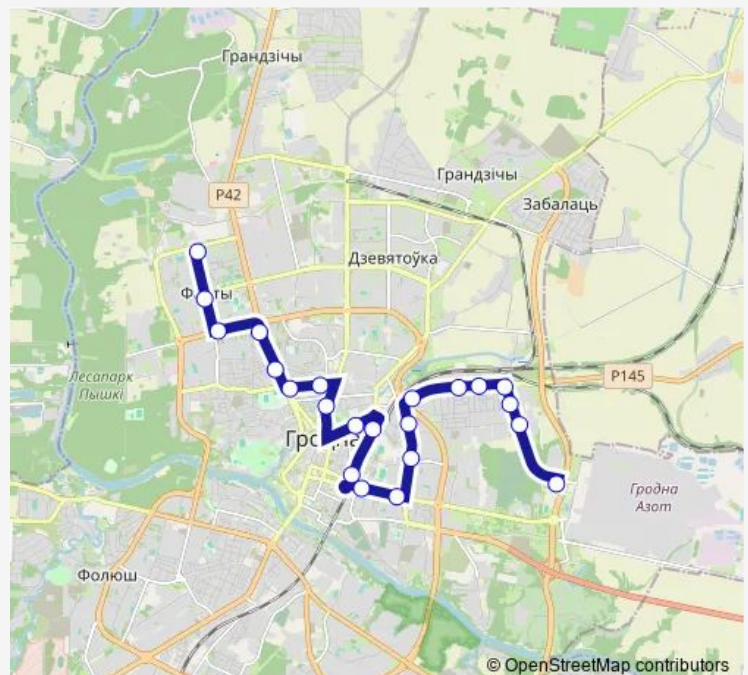 Грандзічы
P42
Грандзічы
Забалаць
Дзевятоўка
Лесапарк
Пышкі
P145
Гродна
Азот
Фолюш
© OpenStreetMap contributors